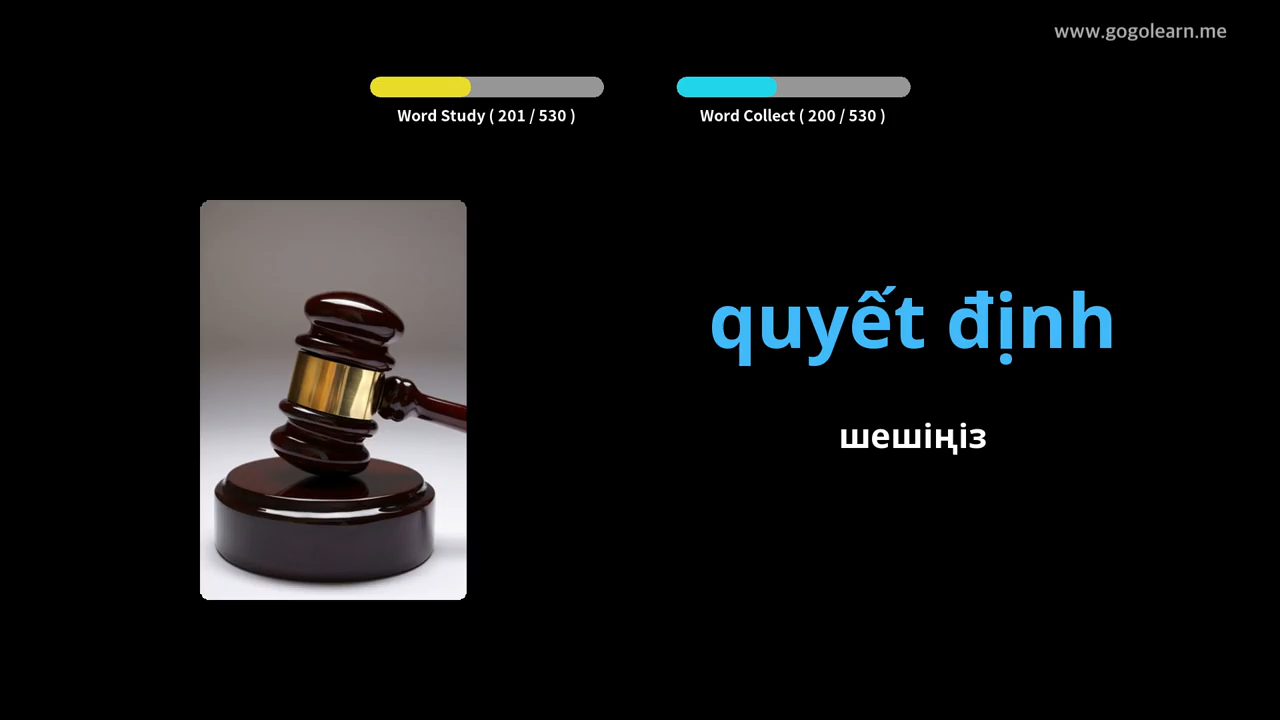 www.gogolearn.me
Word Study ( 201 / 530 )
Word Collect ( 200 / 530 )
quyết định
шешіңіз